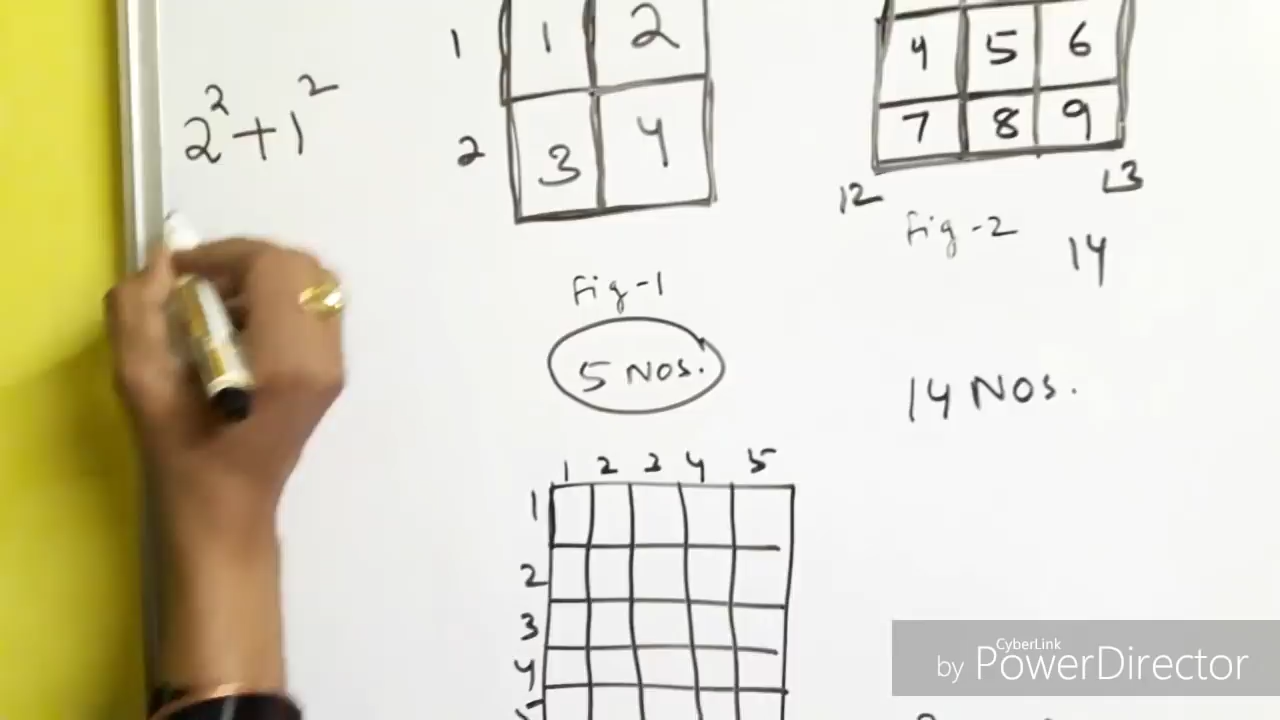 2² + 1²
1
2
1 2
3 4
Fig-1
5 Nos.
4 5 6
7 8 9
12
13
Fig-2
14
14 Nos.
1 2 3 4 5
1
2
3
4
5
CyberLink
by PowerDirector